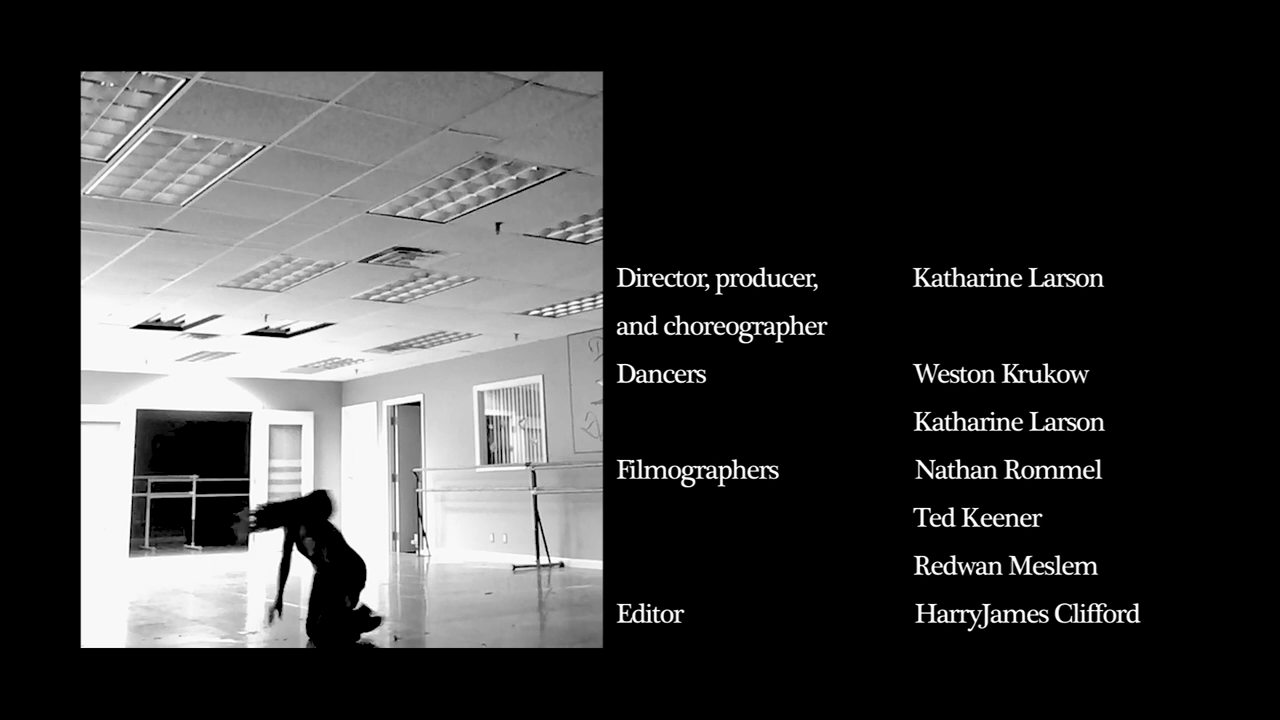 Director, producer, Katharine Larson
and choreographer
Dancers Weston Krukow
Katharine Larson
Filmographers Nathan Rommel
Ted Keener
Redwan Meslem
Editor HarryJames Clifford